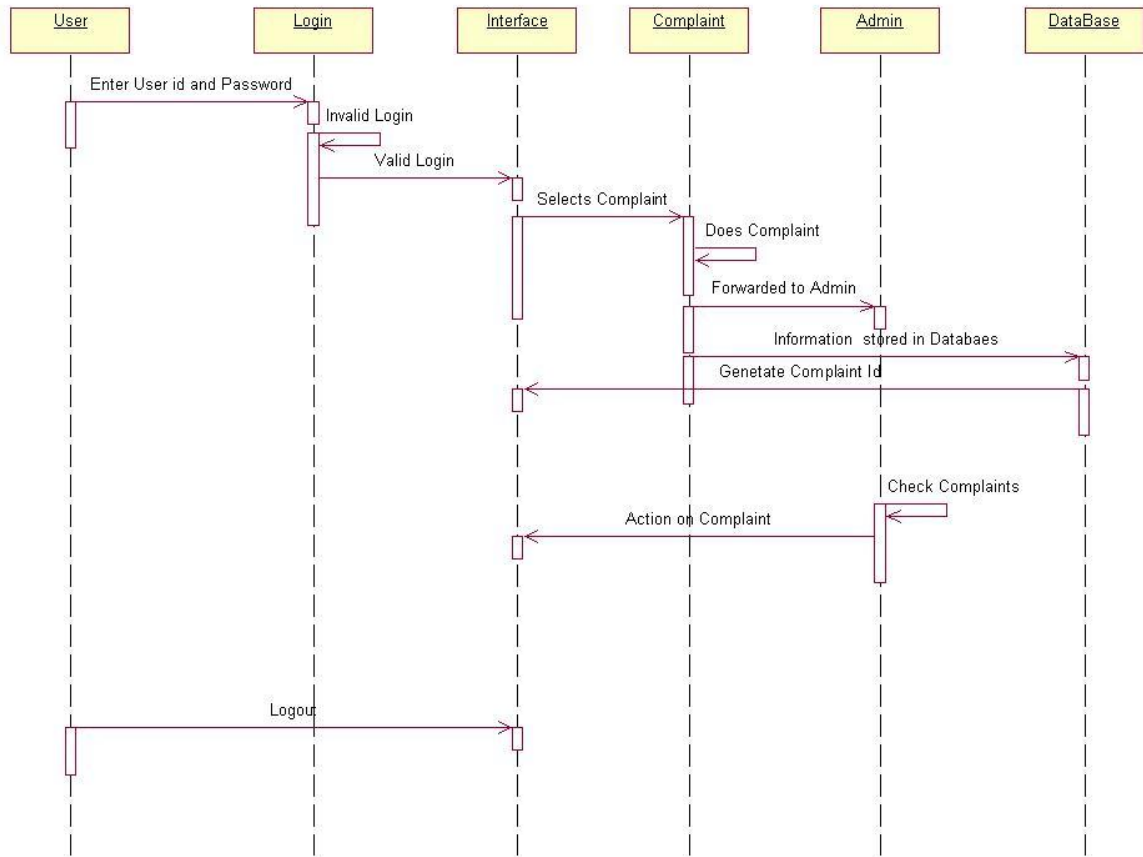 User
Login
Interface
Complaint
Admin
DataBase
Enter User id and Password
Invalid Login
Valid Login
Selects Complaint
Does Complaint
Forwarded to Admin
Information stored in Databaes
Genetate Complaint Id
Check Complaints
Action on Complaint
Logout